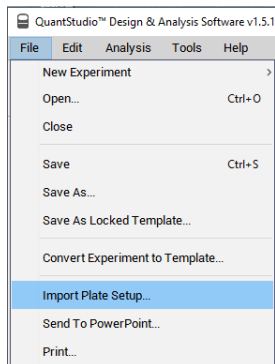 QuantStudio™ Design & Analysis Software v1.5.1
File Edit Analysis Tools Help
New Experiment >
Open... Ctrl+O
Close
Save Ctrl+S
Save As...
Save As Locked Template...
Convert Experiment to Template...
Import Plate Setup...
Send To PowerPoint...
Print...